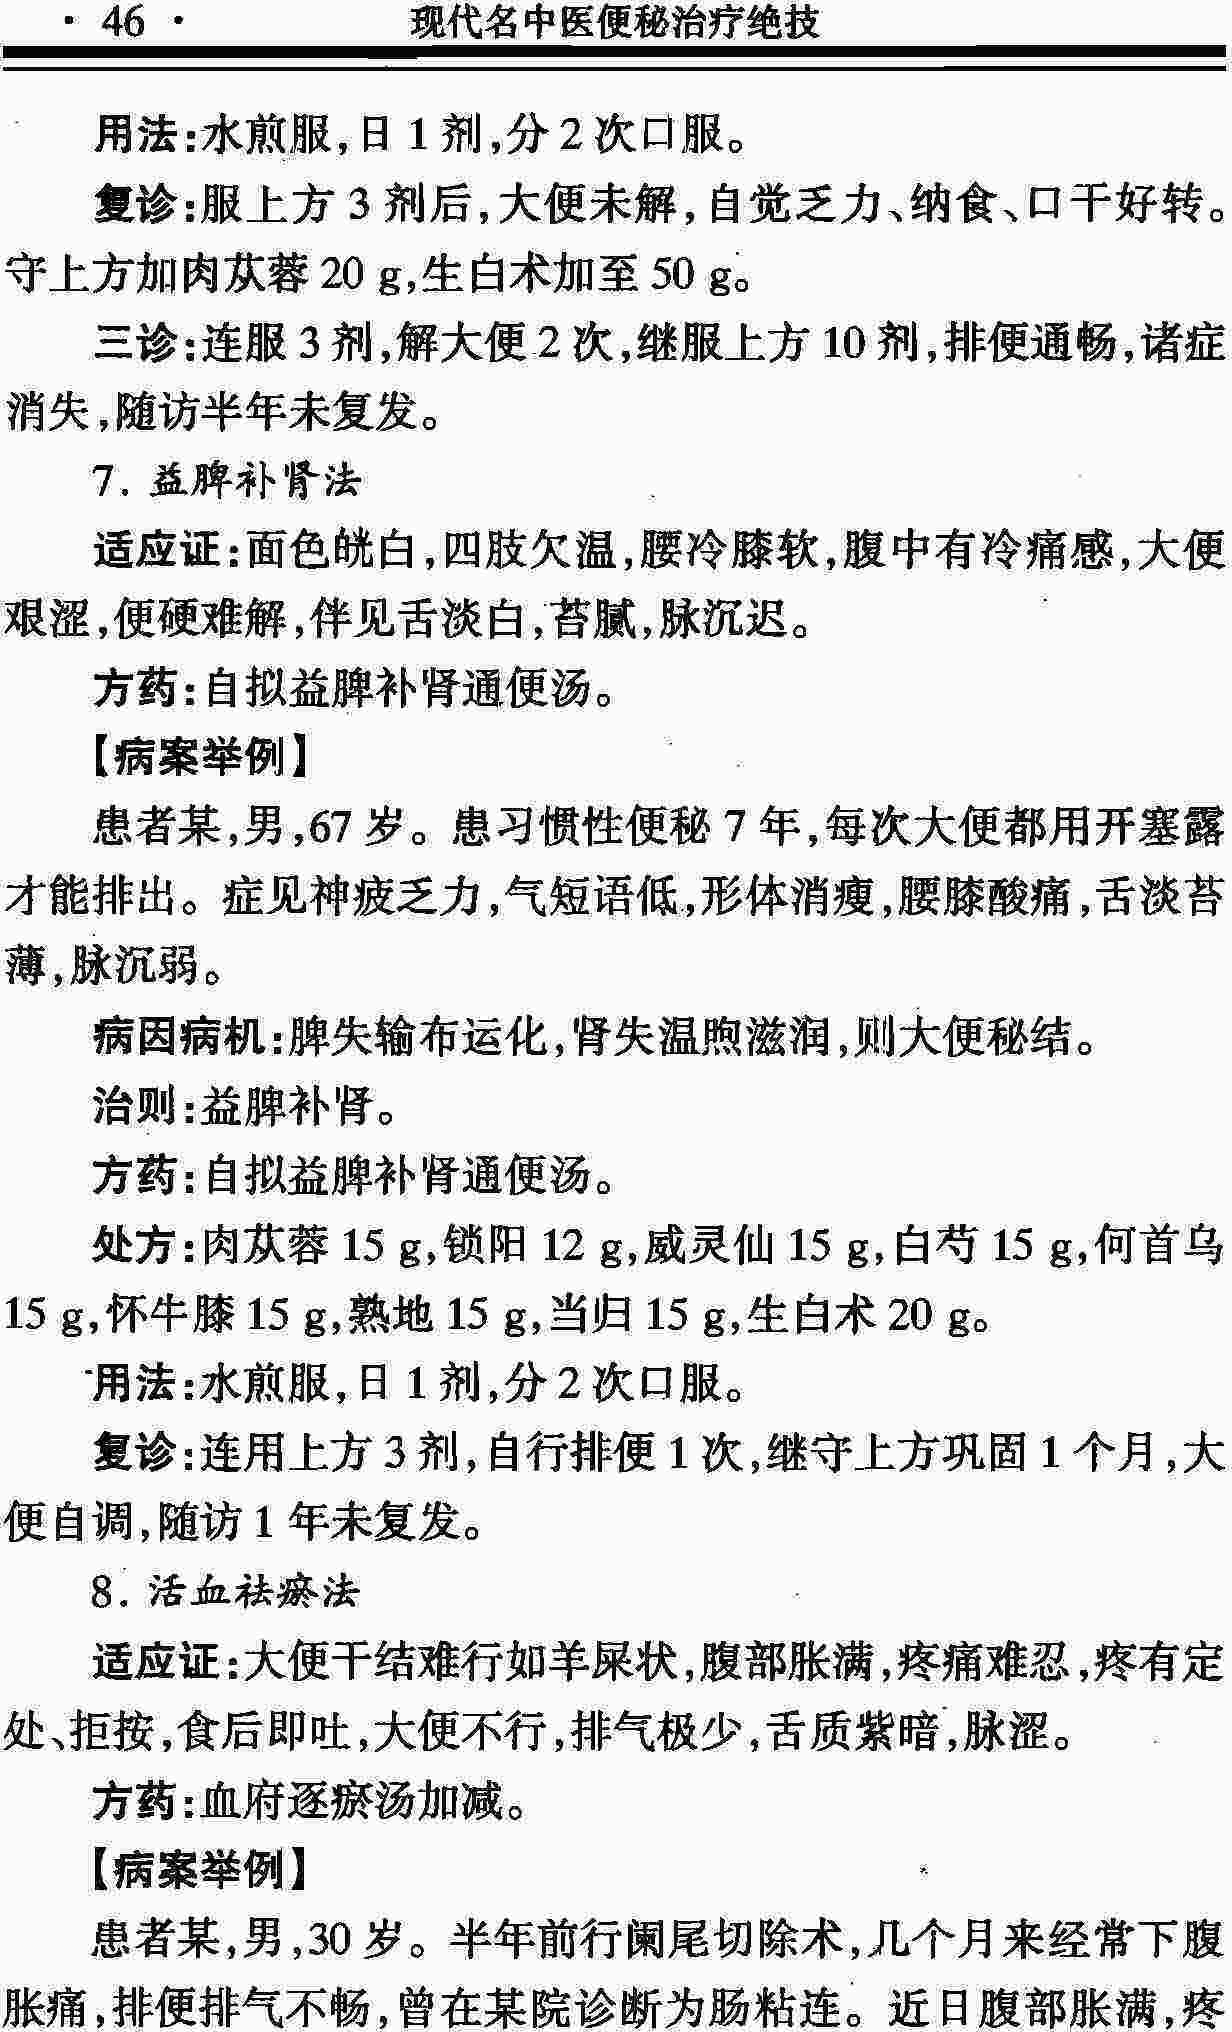 · 46 ·
现代名中医便秘治疗绝技
用法:水煎服,日 1 剂,分 2 次口服。
复诊:服上方 3 剂后,大便未解,自觉乏力、纳食、口干好转。
守上方加肉苁蓉 20 g,生白术加至 50 g。
三诊:连服 3 剂,解大便 2 次,继服上方 10 剂,排便通畅,诸症
消失,随访半年未复发。
7. 益脾补肾法
适应证:面色㿠白,四肢欠温,腰冷膝软,腹中有冷痛感,大便
艰涩,便硬难解,伴见舌淡白,苔腻,脉沉迟。
方药:自拟益脾补肾通便汤。
【病案举例】
患者某,男,67 岁。患习惯性便秘 7 年,每次大便都用开塞露
才能排出。症见神疲乏力,气短语低,形体消瘦,腰膝酸痛,舌淡苔
薄,脉沉弱。
病因病机:脾失输布运化,肾失温煦滋润,则大便秘结。
治则:益脾补肾。
方药:自拟益脾补肾通便汤。
处方:肉苁蓉 15 g,锁阳 12 g,威灵仙 15 g,白芍 15 g,何首乌
15 g,怀牛膝 15 g,熟地 15 g,当归 15 g,生白术 20 g。
用法:水煎服,日 1 剂,分 2 次口服。
复诊:连用上方 3 剂,自行排便 1 次,继守上方巩固 1 个月,大
便自调,随访 1 年未复发。
8. 活血祛瘀法
适应证:大便干结难行如羊屎状,腹部胀满,疼痛难忍,疼有定
处、拒按,食后即吐,大便不行,排气极少,舌质紫暗,脉涩。
方药:血府逐瘀汤加减。
【病案举例】
患者某,男,30 岁。半年前行阑尾切除术,几个月来经常下腹
胀痛,排便排气不畅,曾在某院诊断为肠粘连。近日腹部胀满,疼